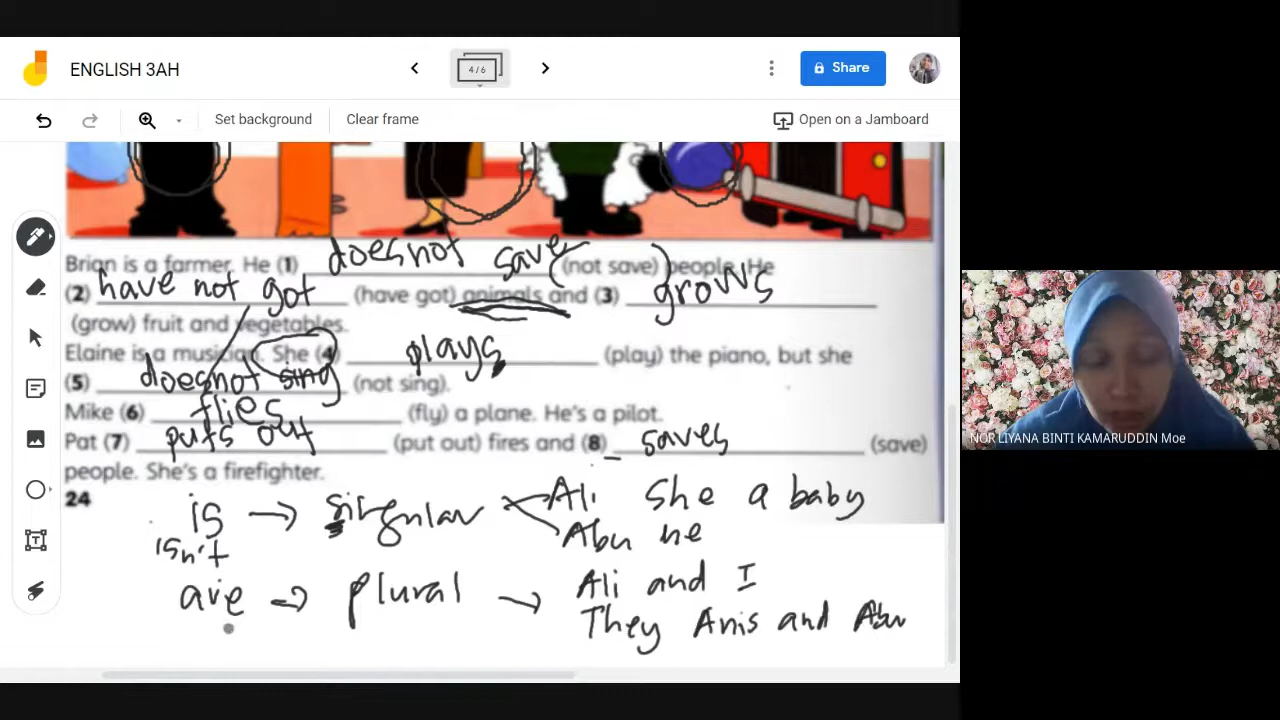 ENGLISH 3AH
4/6
Share
Set background
Clear frame
Open on a Jamboard
does not save
Brian is a farmer. He (1) (not save) people. He
have not got grows
(2) (have got) animals and (3)
(grow) fruit and vegetables.
plays
Elaine is a musician. She (4) (play) the piano, but she
does not sing
(5) (not sing).
flies
Mike (6) (fly) a plane. He's a pilot.
puts out saves
Pat (7) (put out) fires and (8) (save)
people. She's a firefighter.
24
is → singular Ali She a baby
isn't Abu he
are → plural → Ali and I
They Anis and Abu
NOR LIYANA BINTI KAMARUDDIN Moe